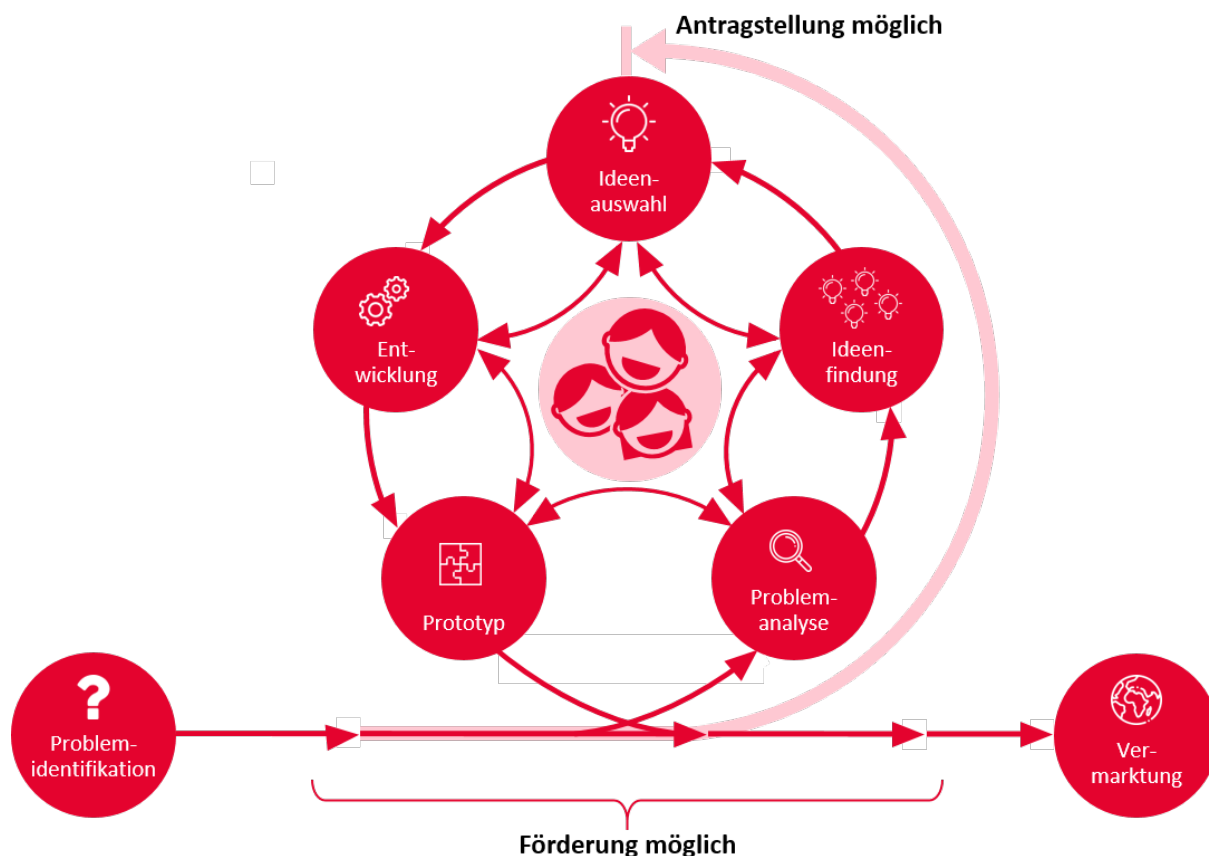 Antragstellung möglich
Ideen-
auswahl
Ent-
wicklung
Ideen-
findung
Prototyp
Problem-
analyse
?
Problem-
identifikation
Ver-
marktung
Förderung möglich